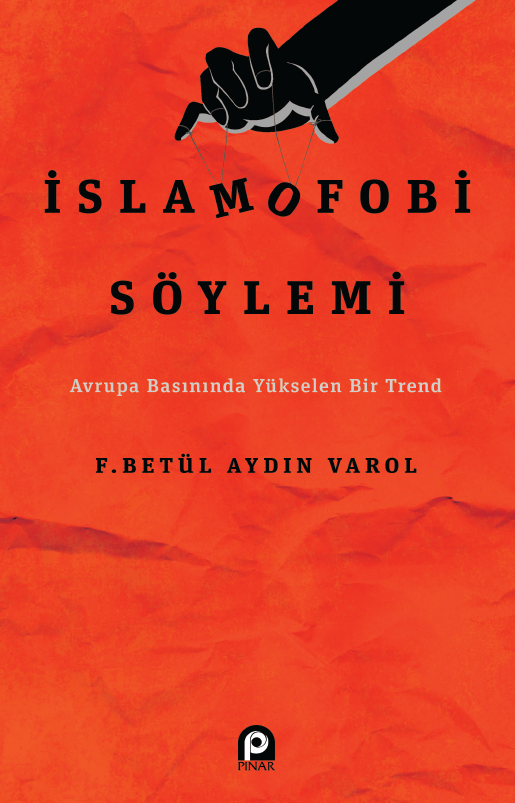 İSLAMOFOBİ
SÖYLEMİ
Avrupa Basınında Yükselen Bir Trend
F.BETÜL AYDIN VAROL
PINAR